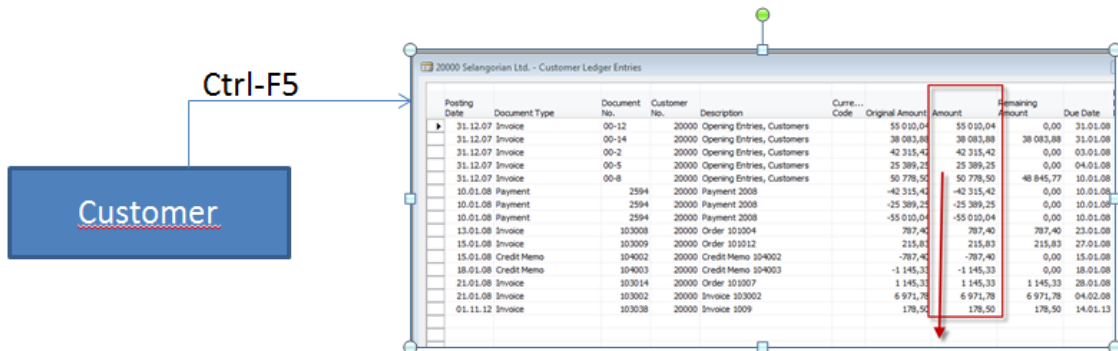 Ctrl-F5
Customer
20000 Selangorian Ltd. - Customer Ledger Entries
Posting Date Document Type Document No. Customer No. Description Curre... Code Original Amount Amount Remaining Amount Due Date
31.12.07 Invoice 00-12 20000 Opening Entries, Customers 55 010,04 55 010,04 0,00 31.01.08
31.12.07 Invoice 00-14 20000 Opening Entries, Customers 38 083,88 38 083,88 38 083,88 31.01.08
31.12.07 Invoice 00-2 20000 Opening Entries, Customers 42 315,42 42 315,42 0,00 03.01.08
31.12.07 Invoice 00-5 20000 Opening Entries, Customers 25 389,25 25 389,25 0,00 04.01.08
31.12.07 Invoice 00-8 20000 Opening Entries, Customers 50 778,50 50 778,50 48 845,77 10.01.08
10.01.08 Payment 2594 20000 Payment 2008 -42 315,42 -42 315,42 0,00 10.01.08
10.01.08 Payment 2594 20000 Payment 2008 -25 389,25 -25 389,25 0,00 10.01.08
10.01.08 Payment 2594 20000 Payment 2008 -55 010,04 -55 010,04 0,00 10.01.08
13.01.08 Invoice 103008 20000 Order 101004 787,40 787,40 787,40 23.01.08
15.01.08 Invoice 103009 20000 Order 101012 215,83 215,83 215,83 27.01.08
15.01.08 Credit Memo 104002 20000 Credit Memo 104002 -787,40 -787,40 0,00 15.01.08
18.01.08 Credit Memo 104003 20000 Credit Memo 104003 -1 145,33 -1 145,33 0,00 18.01.08
21.01.08 Invoice 103014 20000 Order 101007 1 145,33 1 145,33 1 145,33 28.01.08
21.01.08 Invoice 103002 20000 Invoice 103002 6 971,78 6 971,78 6 971,78 04.02.08
01.11.12 Invoice 103038 20000 Invoice 1009 178,50 178,50 178,50 14.01.13